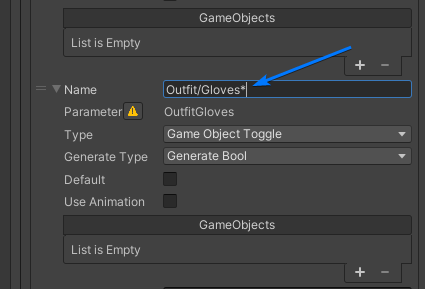 GameObjects
List is Empty
+ −
Name Outfit/Gloves*
Parameter OutfitGloves
Type Game Object Toggle
Generate Type Generate Bool
Default
Use Animation
GameObjects
List is Empty
+ −